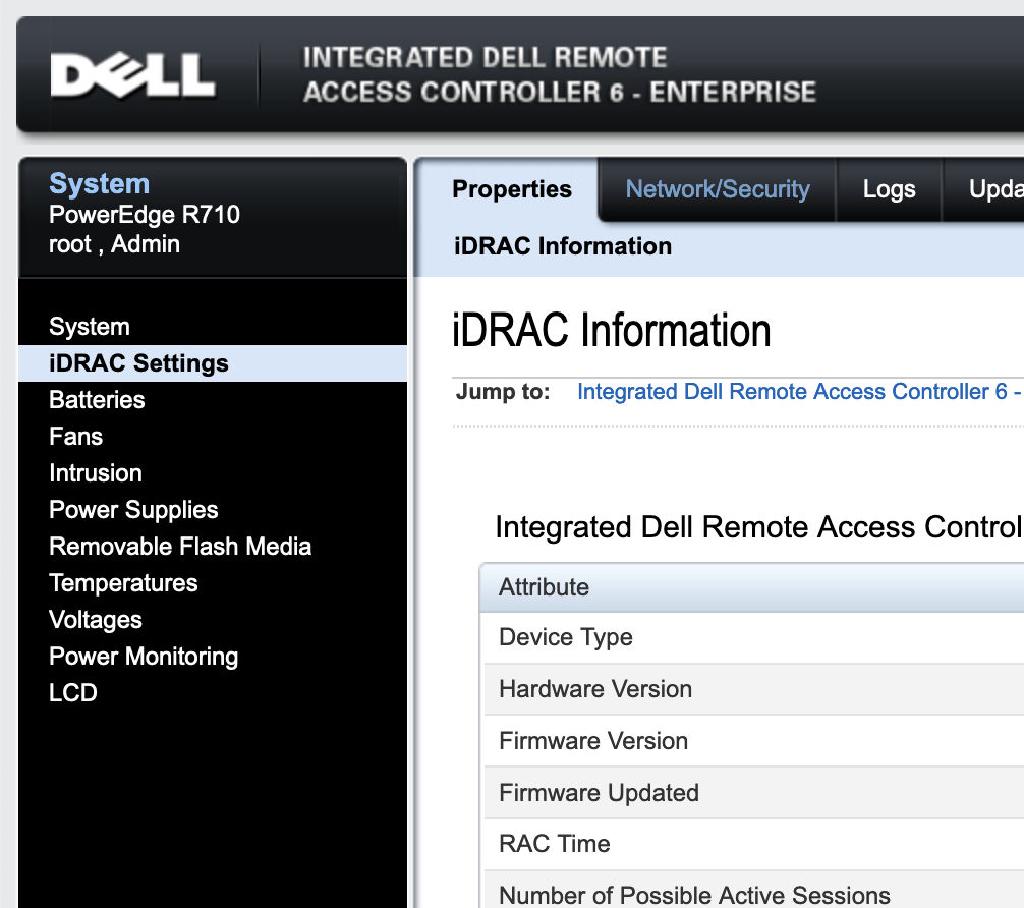 DELL
INTEGRATED DELL REMOTE
ACCESS CONTROLLER 6 - ENTERPRISE
System
PowerEdge R710
root , Admin
System
iDRAC Settings
Batteries
Fans
Intrusion
Power Supplies
Removable Flash Media
Temperatures
Voltages
Power Monitoring
LCD
Properties
Network/Security
Logs
Upda
iDRAC Information
iDRAC Information
Jump to: Integrated Dell Remote Access Controller 6 -
Integrated Dell Remote Access Control
Attribute
Device Type
Hardware Version
Firmware Version
Firmware Updated
RAC Time
Number of Possible Active Sessions